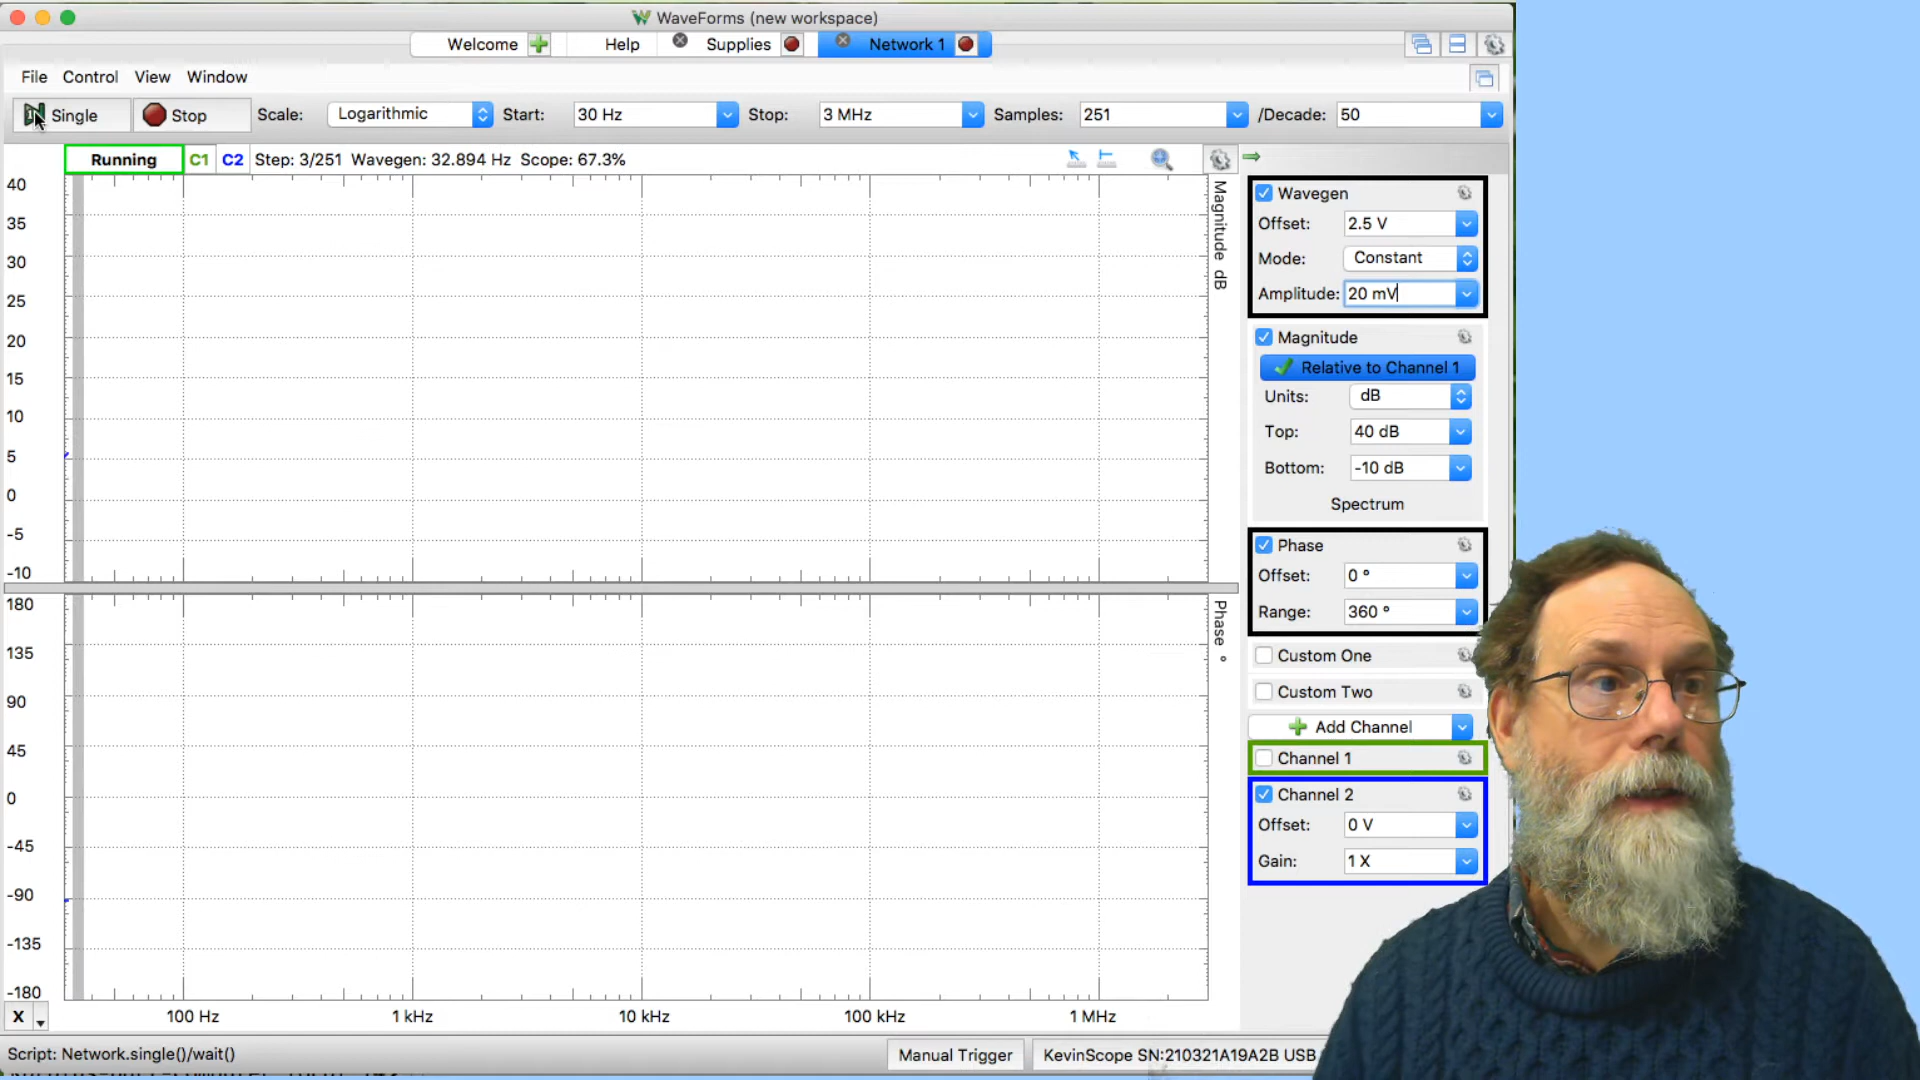 WaveForms (new workspace)
Welcome Help Supplies Network 1
File Control View Window
Single Stop Scale: Logarithmic Start: 30 Hz Stop: 3 MHz Samples: 251 /Decade: 50
Running C1 C2 Step: 3/251 Wavegen: 32.894 Hz Scope: 67.3%
40
35
30
25
20
15
10
5
0
-5
-10
Magnitude dB
180
135
90
45
0
-45
-90
-135
-180
Phase °
X 100 Hz 1 kHz 10 kHz 100 kHz 1 MHz
Wavegen
Offset: 2.5 V
Mode: Constant
Amplitude: 20 mV
Magnitude
Relative to Channel 1
Units: dB
Top: 40 dB
Bottom: -10 dB
Spectrum
Phase
Offset: 0 °
Range: 360 °
Custom One
Custom Two
Add Channel
Channel 1
Channel 2
Offset: 0 V
Gain: 1 X
Script: Network.single()/wait() Manual Trigger KevinScope SN:210321A19A2B USB